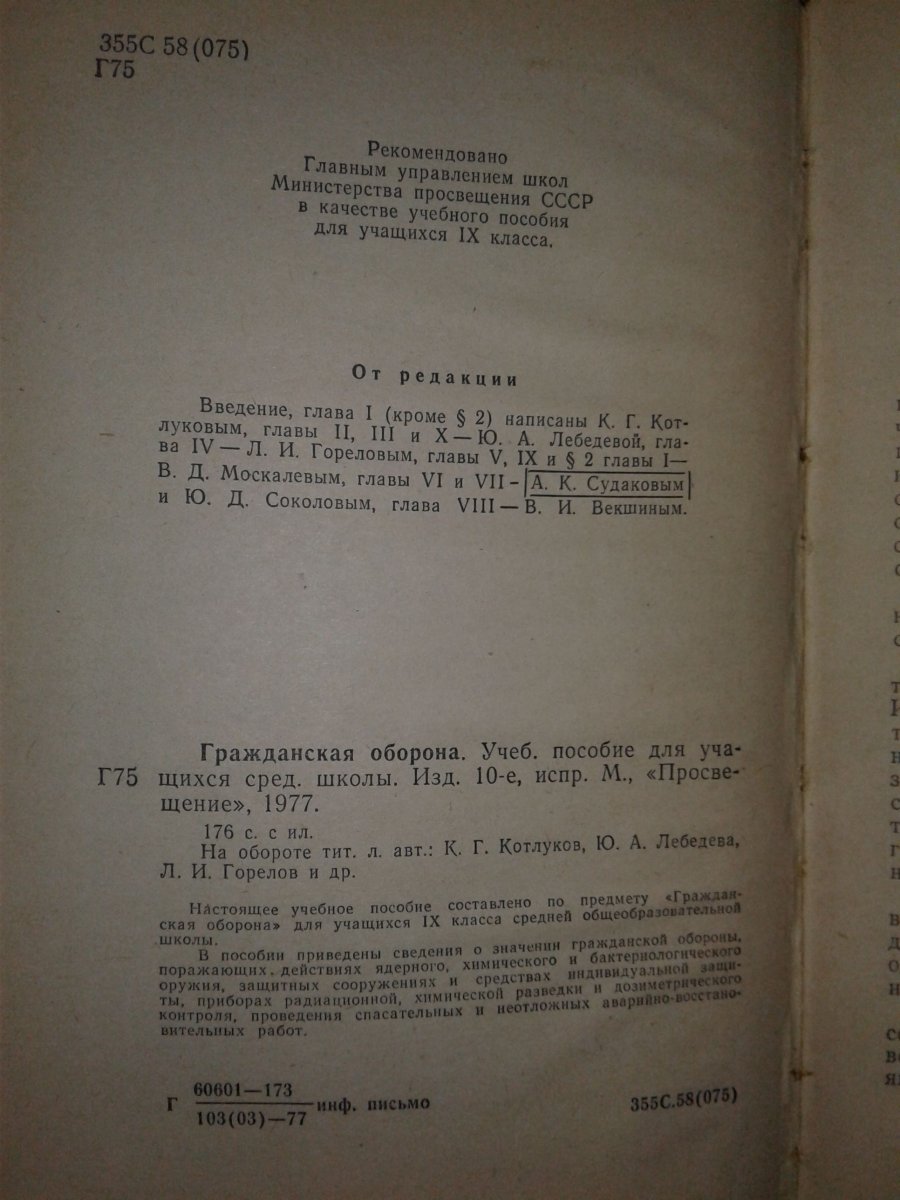 355С 58(075)
Г75
Рекомендовано
Главным управлением школ
Министерства просвещения СССР
в качестве учебного пособия
для учащихся IX класса.
От редакции
Введение, глава I (кроме § 2) написаны К. Г. Кот-
луковым, главы II, III и X — Ю. А. Лебедевой, гла-
ва IV — Л. И. Гореловым, главы V, IX и § 2 главы I—
В. Д. Москалевым, главы VI и VII - А. К. Судаковым
и Ю. Д. Соколовым, глава VIII — В. И. Векшиным.
Гражданская оборона. Учеб. пособие для уча-
Г75 щихся сред. школы. Изд. 10-е, испр. М., «Просве-
щение», 1977.
176 с. с ил.
На обороте тит. л. авт.: К. Г. Котлуков, Ю. А. Лебедева,
Л. И. Горелов и др.
Настоящее учебное пособие составлено по предмету «Граждан-
ская оборона» для учащихся IX класса средней общеобразовательной
школы.
В пособии приведены сведения о значении гражданской обороны,
поражающих действиях ядерного, химического и бактериологического
оружия, защитных сооружениях и средствах индивидуальной защи-
ты, приборах радиационной, химической разведки и дозиметрического
контроля, проведения спасательных и неотложных аварийно-восстано-
вительных работ.
60601—173
Г инф. письмо 355С.58(075)
103(03)—77